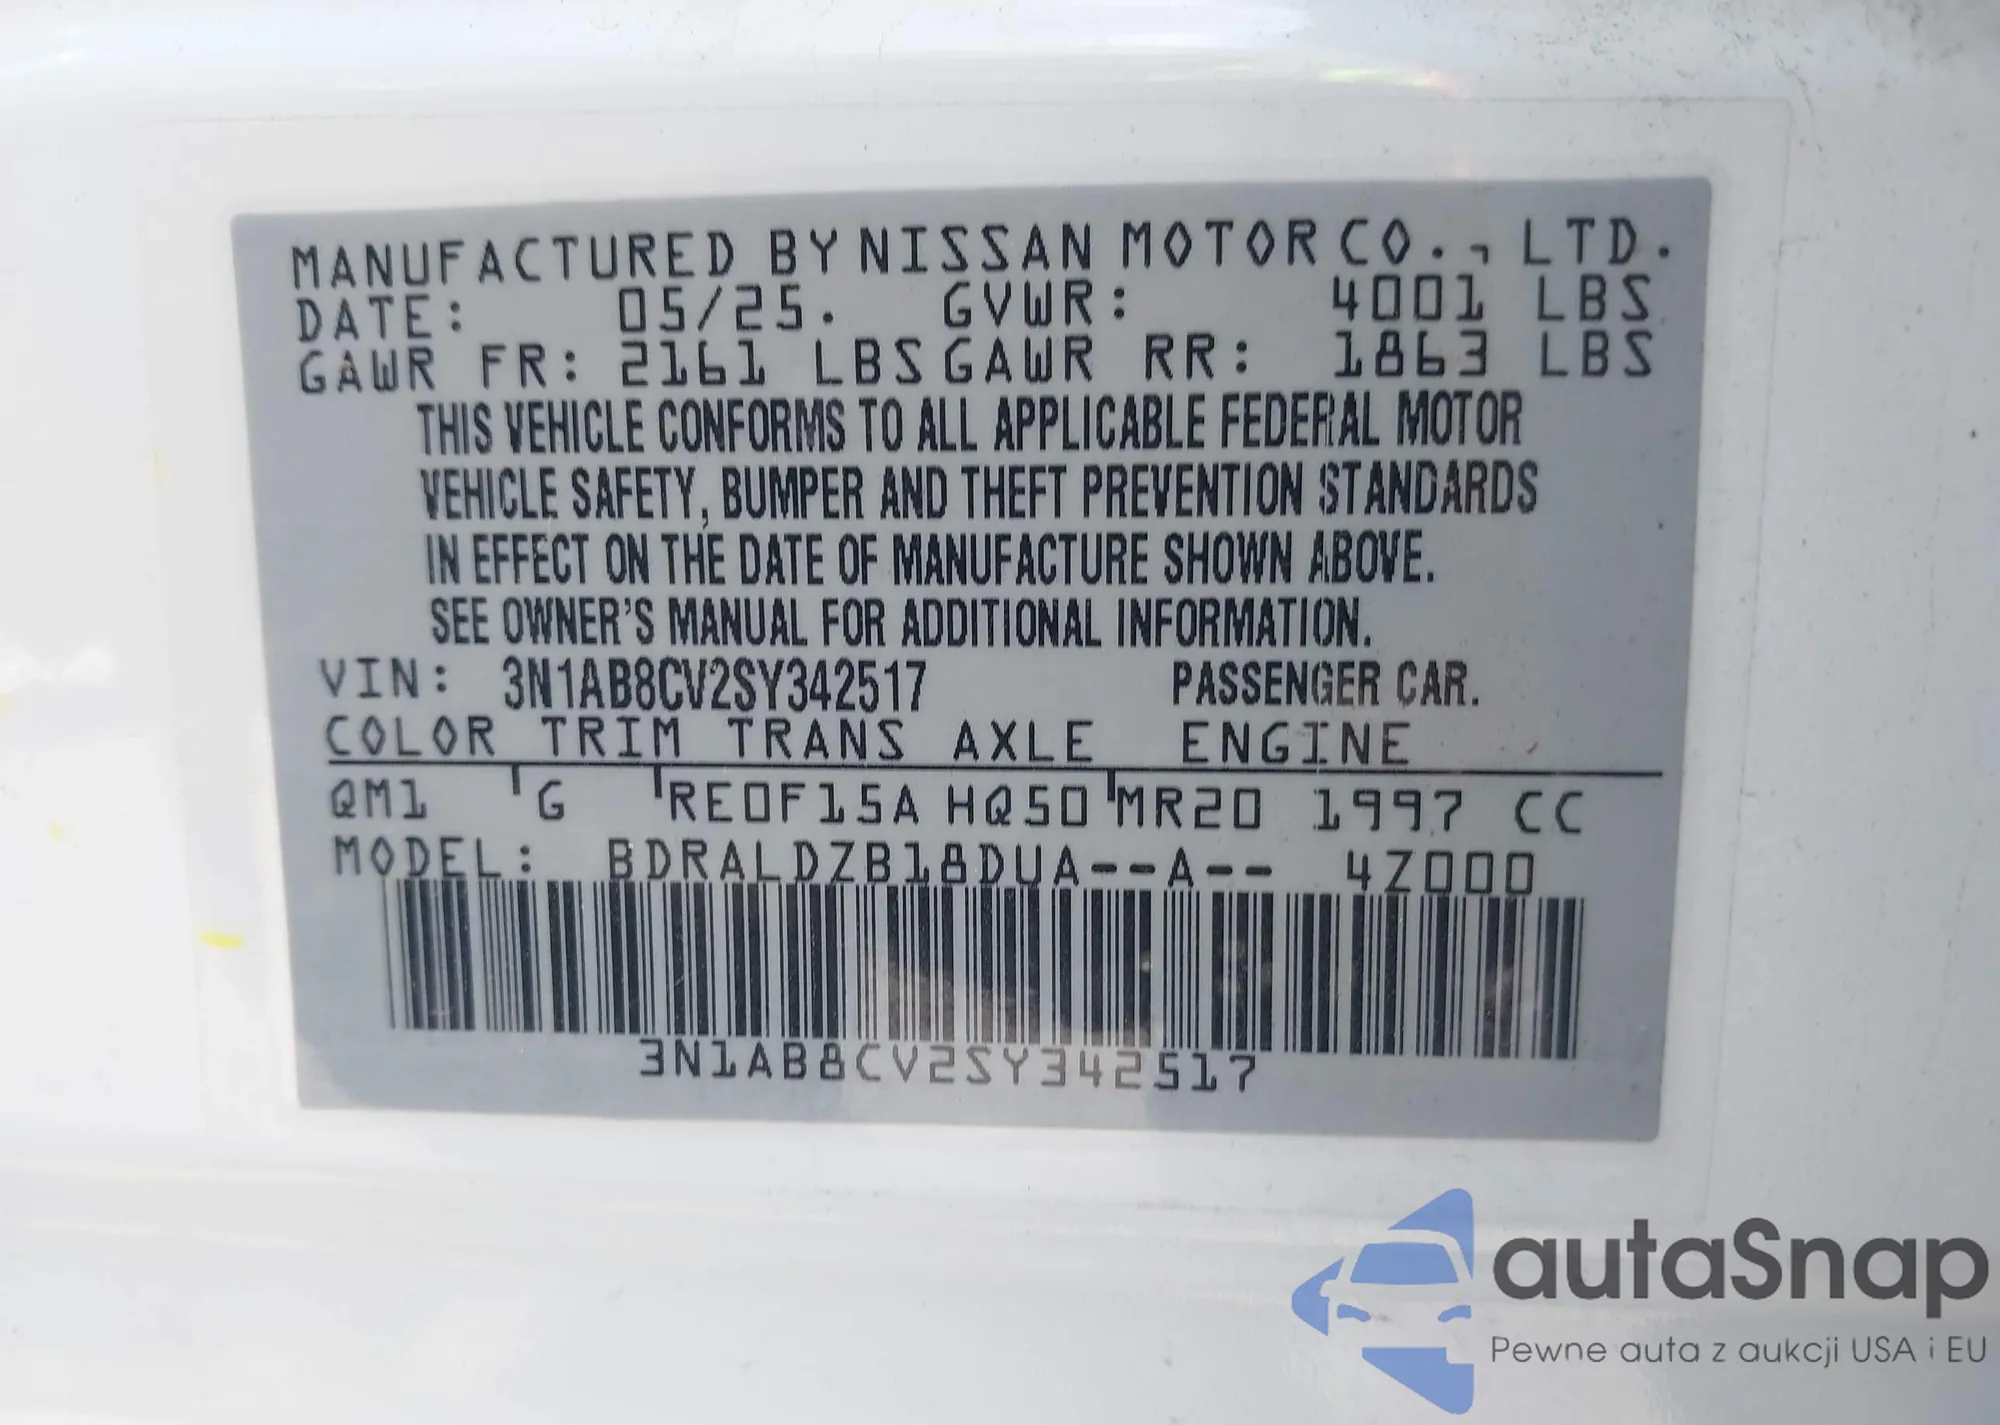 MANUFACTURED BY NISSAN MOTOR CO., LTD.
DATE: 05/25. GVWR: 4001 LBS
GAWR FR: 2161 LBS GAWR RR: 1863 LBS
THIS VEHICLE CONFORMS TO ALL APPLICABLE FEDERAL MOTOR
VEHICLE SAFETY, BUMPER AND THEFT PREVENTION STANDARDS
IN EFFECT ON THE DATE OF MANUFACTURE SHOWN ABOVE.
SEE OWNER'S MANUAL FOR ADDITIONAL INFORMATION.
VIN: 3N1AB8CV2SY342517 PASSENGER CAR.
COLOR TRIM TRANS AXLE ENGINE
QM1 G RE0F15A HQ50 MR20 1997 CC
MODEL: BDRALDZB18DUA--A-- 4Z000
3N1AB8CV2SY342517
autaSnap
Pewne auta z aukcji USA i EU